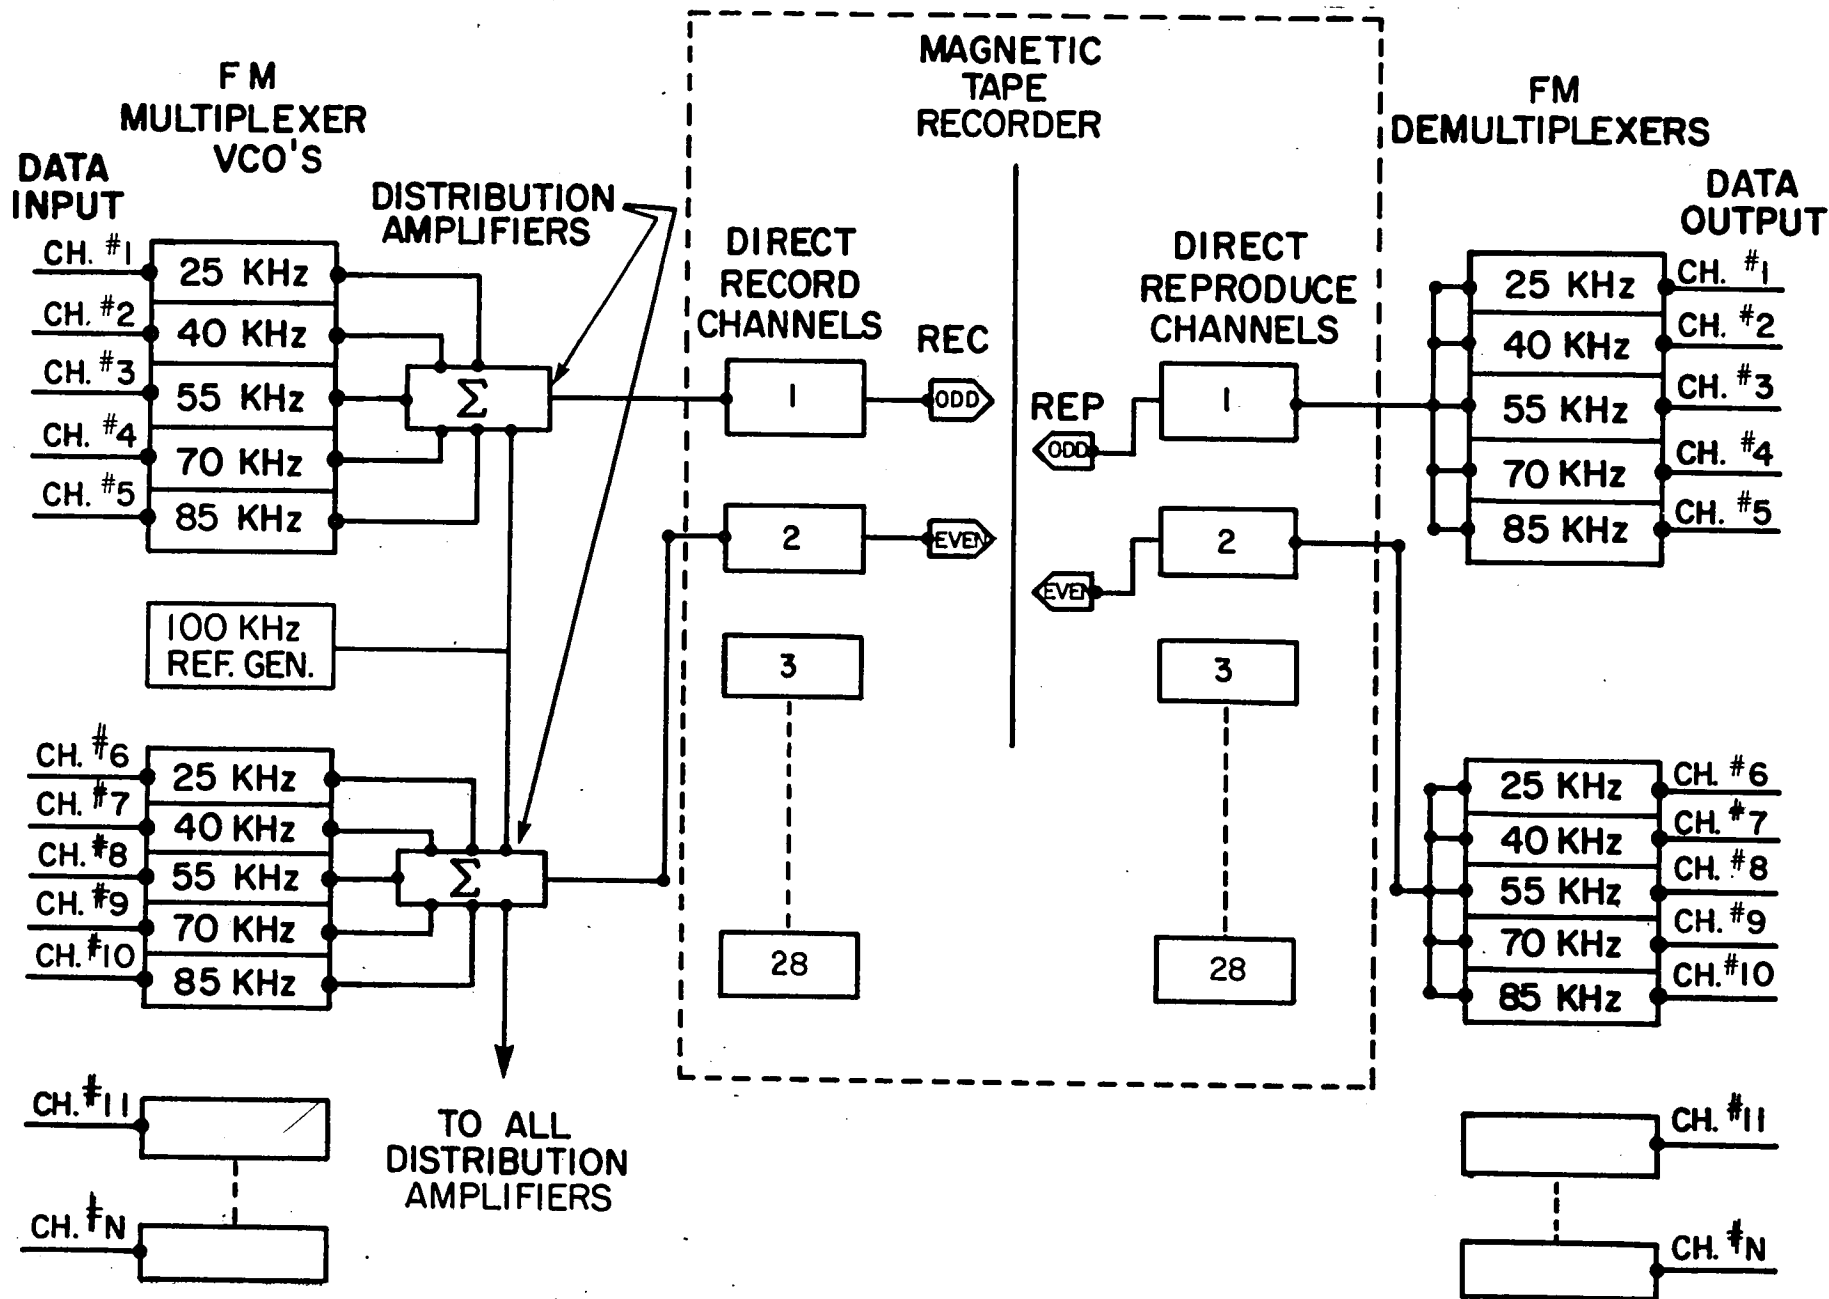 FM
MULTIPLEXER
VCO'S
DATA
INPUT
DISTRIBUTION
AMPLIFIERS
CH. #1
25 KHz
CH. #2
40 KHz
CH. #3
55 KHz
CH. #4
70 KHz
CH. #5
85 KHz
Σ
100 KHz
REF. GEN.
CH. #6
25 KHz
CH. #7
40 KHz
CH. #8
55 KHz
CH. #9
70 KHz
CH. #10
85 KHz
Σ
CH. #11
CH. #N
TO ALL
DISTRIBUTION
AMPLIFIERS
MAGNETIC
TAPE
RECORDER
DIRECT
RECORD
CHANNELS
REC
1
ODD
2
EVEN
3
28
DIRECT
REPRODUCE
CHANNELS
REP
1
ODD
2
EVEN
3
28
FM
DEMULTIPLEXERS
DATA
OUTPUT
25 KHz
CH. #1
40 KHz
CH. #2
55 KHz
CH. #3
70 KHz
CH. #4
85 KHz
CH. #5
25 KHz
CH. #6
40 KHz
CH. #7
55 KHz
CH. #8
70 KHz
CH. #9
85 KHz
CH. #10
CH. #11
CH. #N